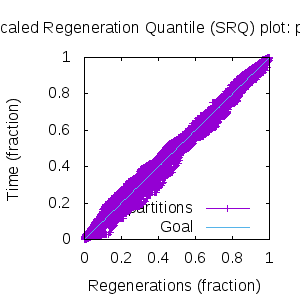 caled Regeneration Quantile (SRQ) plot: p
1
0.8
0.6
0.4
0.2
0
Time (fraction)
artitions
Goal
0 0.2 0.4 0.6 0.8 1
Regenerations (fraction)